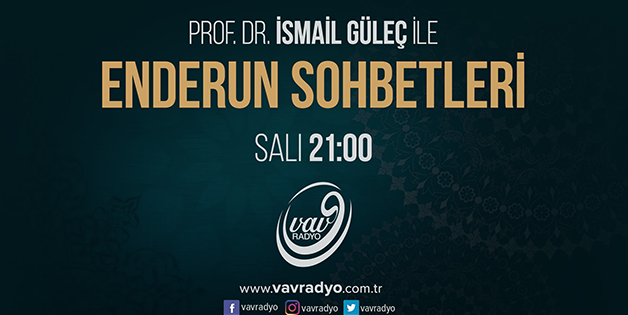 PROF. DR. İSMAİL GÜLEÇ İLE
ENDERUN SOHBETLERİ
SALI 21:00
vav
RADYO
www.vavradyo.com.tr
vavradyo vavradyo vavradyo